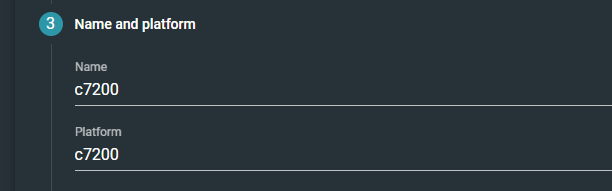 3 Name and platform
Name
c7200
Platform
c7200